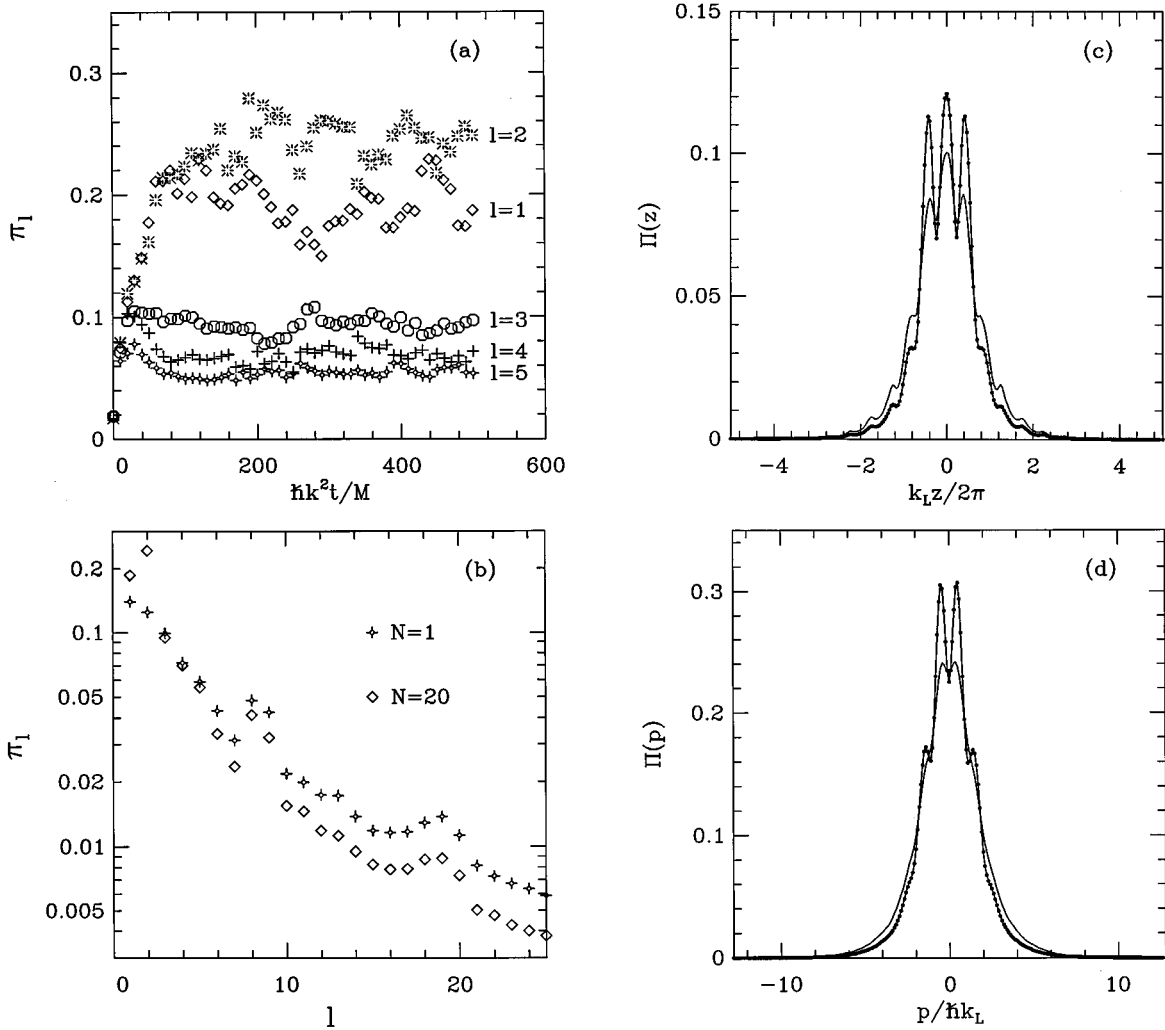 (a)
0.3
0.2
0.1
0
π_l
l=2
l=1
l=3
l=4
l=5
0 200 400 600
ħk²t/M
(c)
0.15
0.1
0.05
0
Π(z)
−4 −2 0 2 4
k_L z/2π
(b)
0.2
0.1
0.05
0.02
0.01
0.005
π_l
N=1
N=20
0 10 20
l
(d)
0.3
0.2
0.1
0
Π(p)
−10 0 10
p/ħk_L